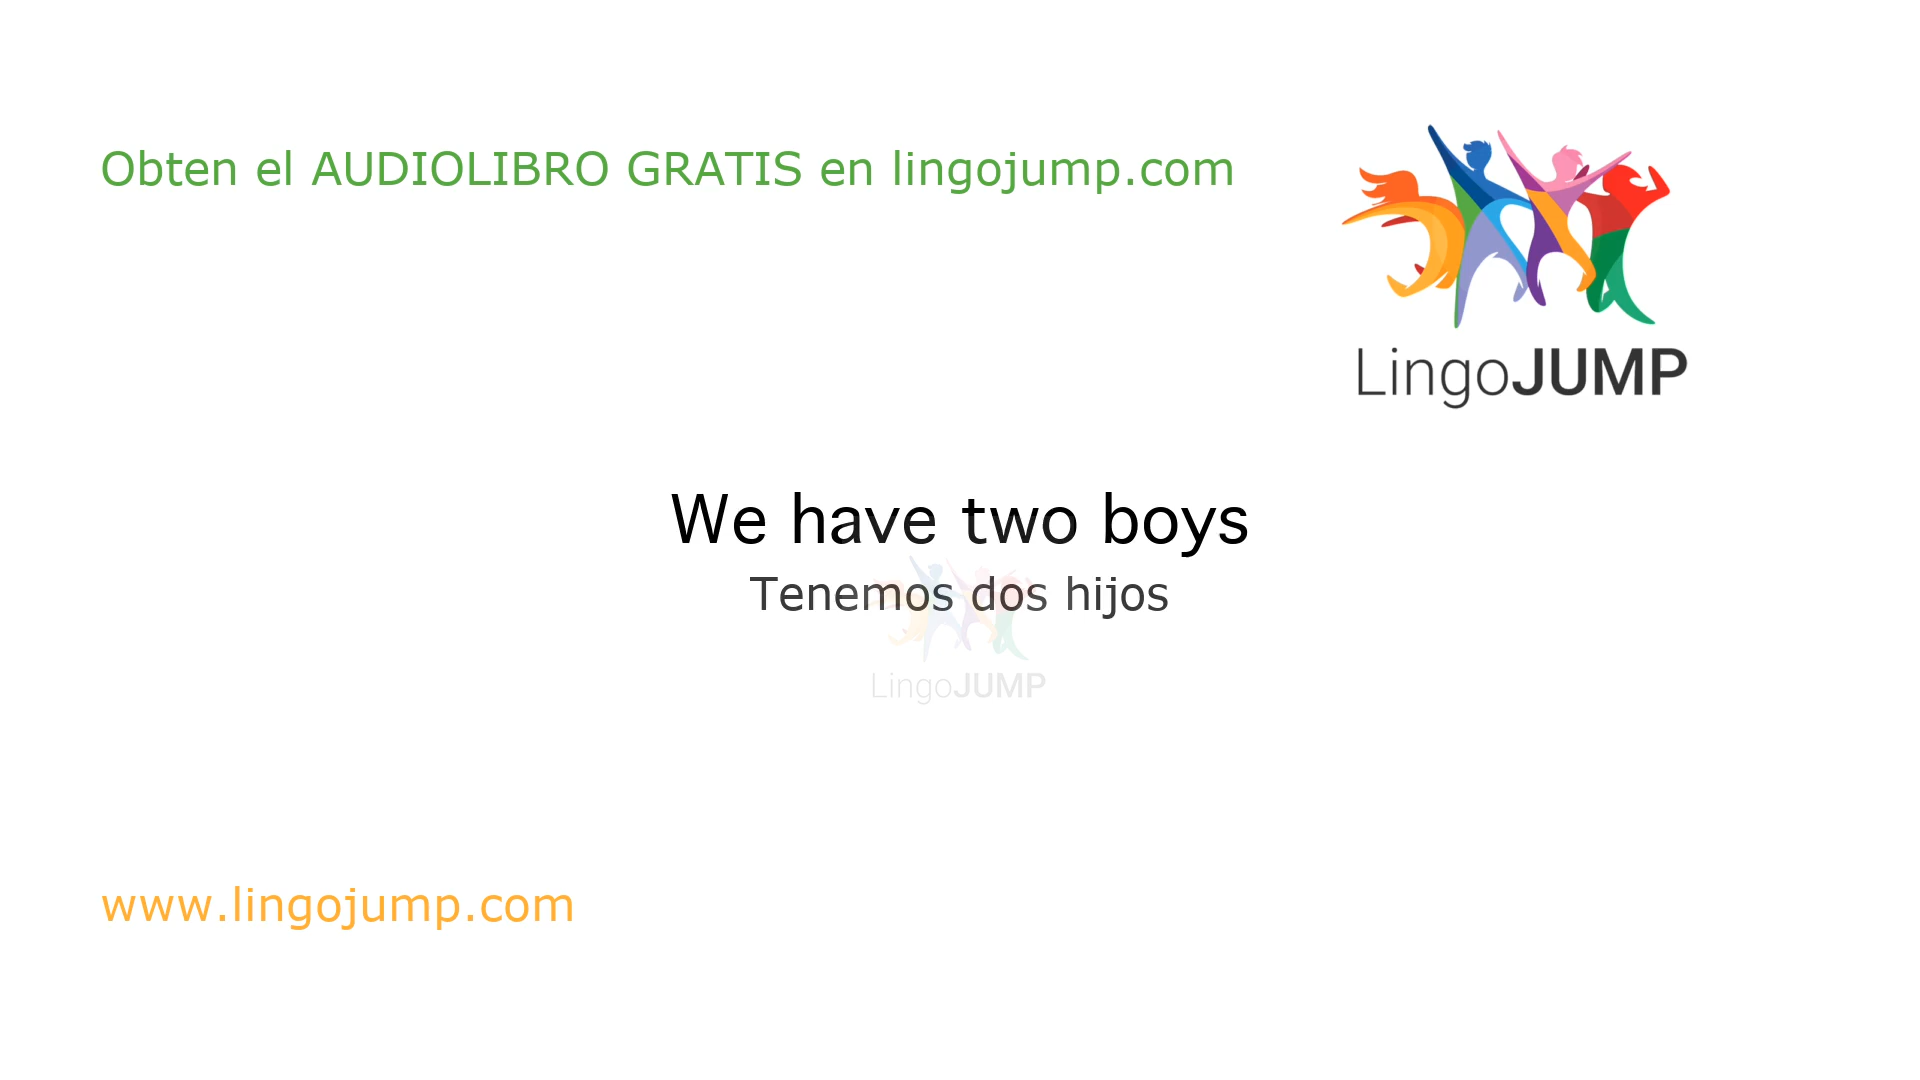 Obten el AUDIOLIBRO GRATIS en lingojump.com
LingoJUMP
We have two boys
Tenemos dos hijos
LingoJUMP
www.lingojump.com